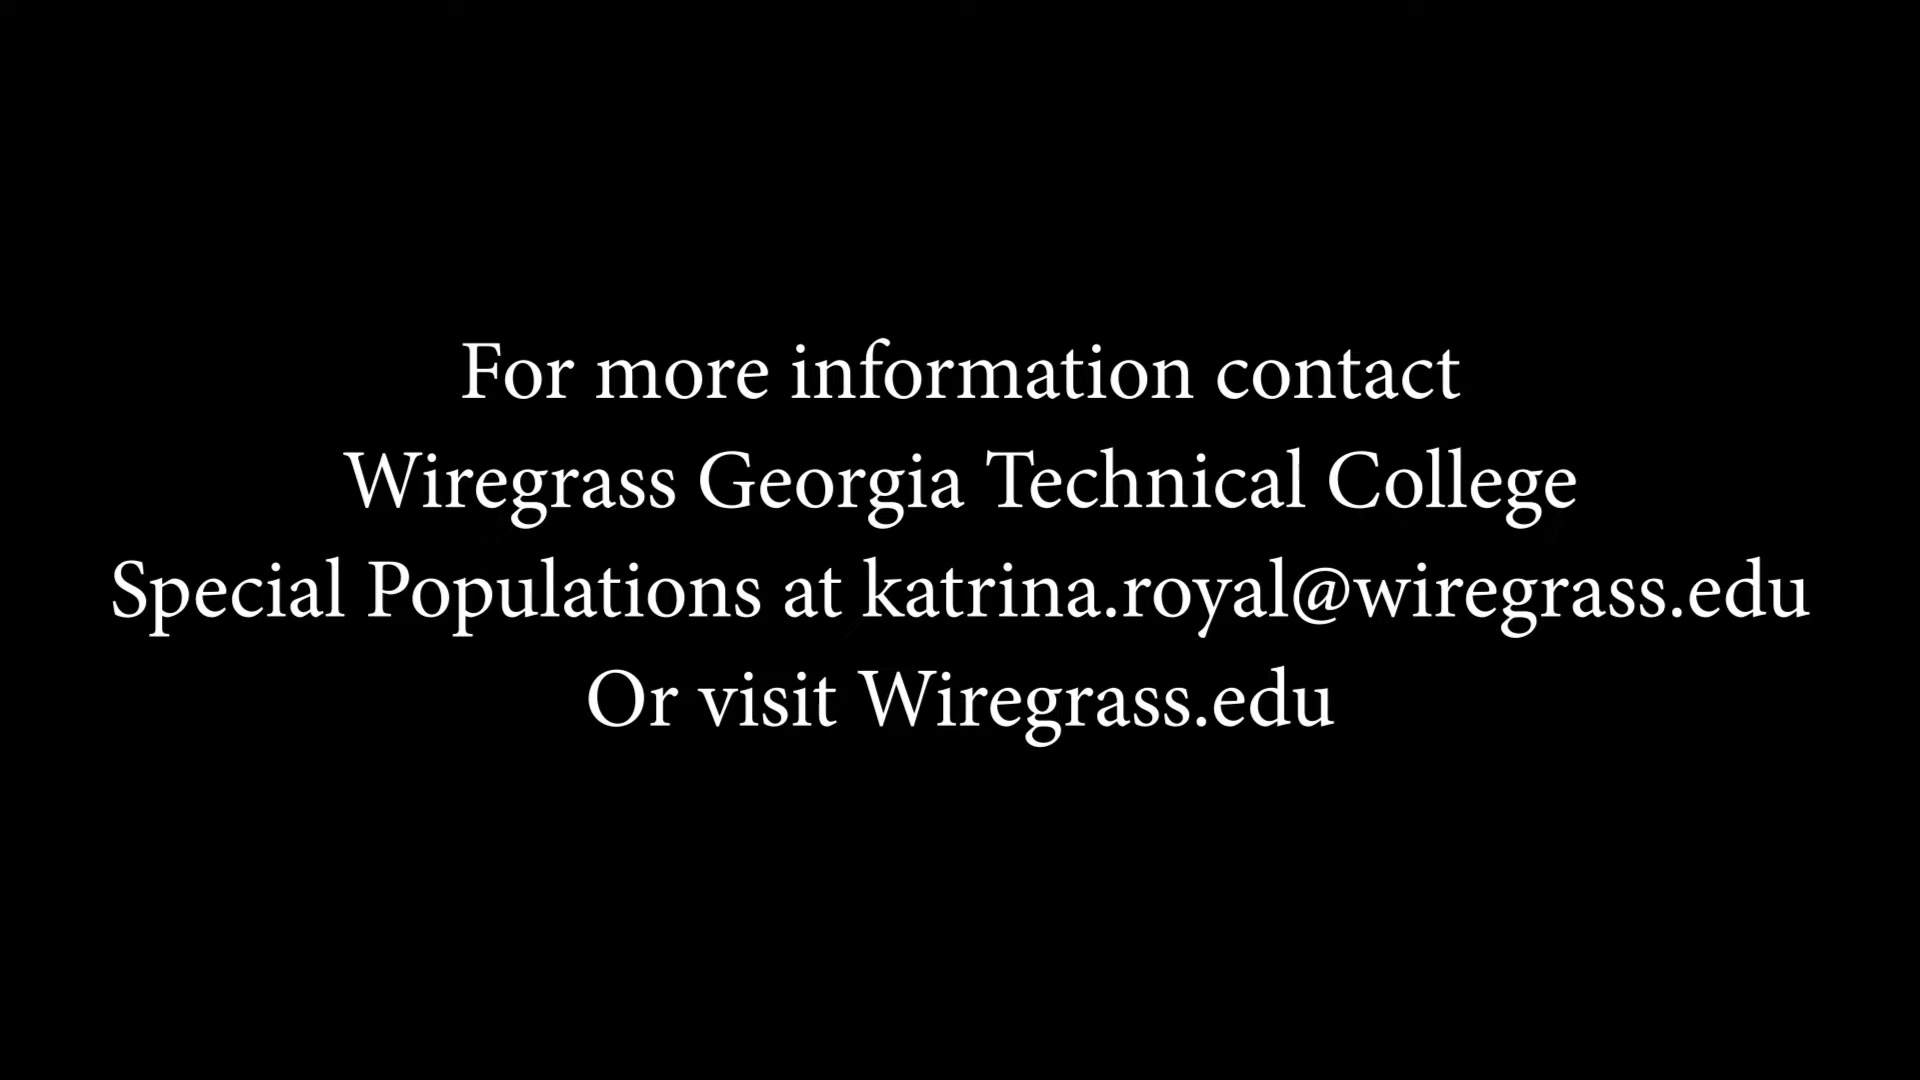 For more information contact
Wiregrass Georgia Technical College
Special Populations at katrina.royal@wiregrass.edu
Or visit Wiregrass.edu